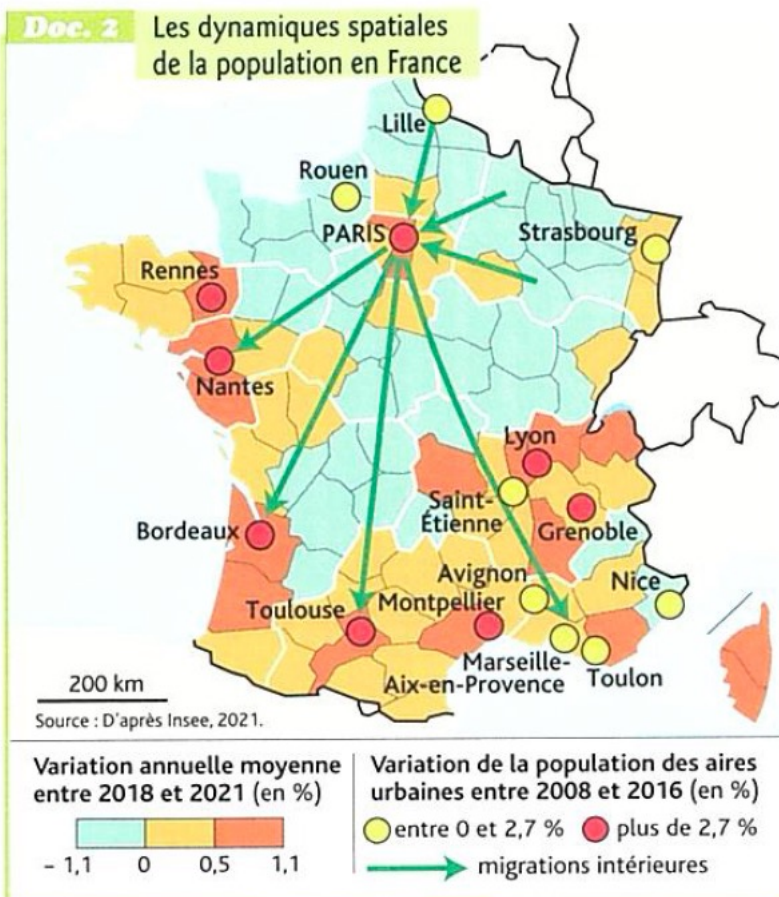 Doc. 2 Les dynamiques spatiales
de la population en France
Lille
Rouen
PARIS
Strasbourg
Rennes
Nantes
Lyon
Saint-
Étienne
Grenoble
Bordeaux
Avignon
Nice
Toulouse
Montpellier
Marseille-
Aix-en-Provence
Toulon
200 km
Source : D'après Insee, 2021.
Variation annuelle moyenne
entre 2018 et 2021 (en %)
– 1,1 0 0,5 1,1
Variation de la population des aires
urbaines entre 2008 et 2016 (en %)
entre 0 et 2,7 % plus de 2,7 %
migrations intérieures